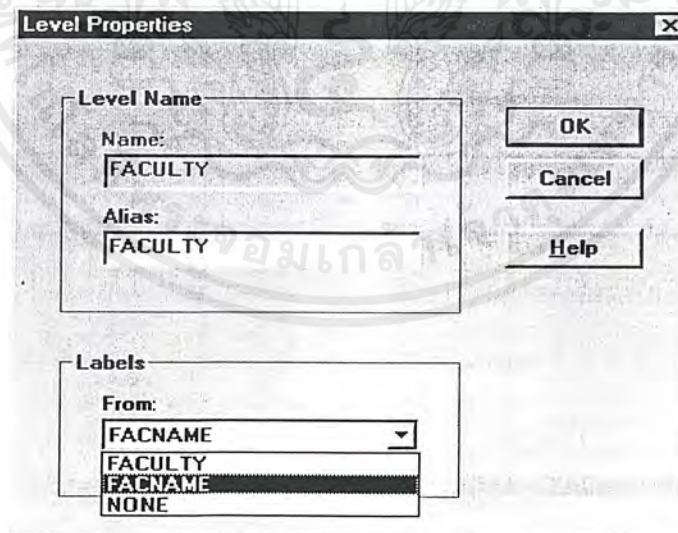 Level Properties
Level Name
Name:
FACULTY
Alias:
FACULTY
OK
Cancel
Help
Labels
From:
FACNAME
FACULTY
FACNAME
NONE